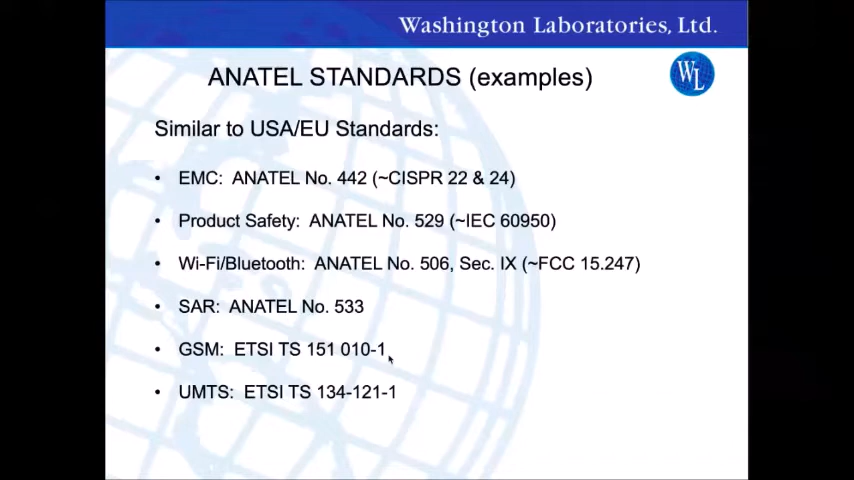 Washington Laboratories, Ltd.
ANATEL STANDARDS (examples)
WL
Similar to USA/EU Standards:
• EMC: ANATEL No. 442 (~CISPR 22 & 24)
• Product Safety: ANATEL No. 529 (~IEC 60950)
• Wi-Fi/Bluetooth: ANATEL No. 506, Sec. IX (~FCC 15.247)
• SAR: ANATEL No. 533
• GSM: ETSI TS 151 010-1
• UMTS: ETSI TS 134-121-1